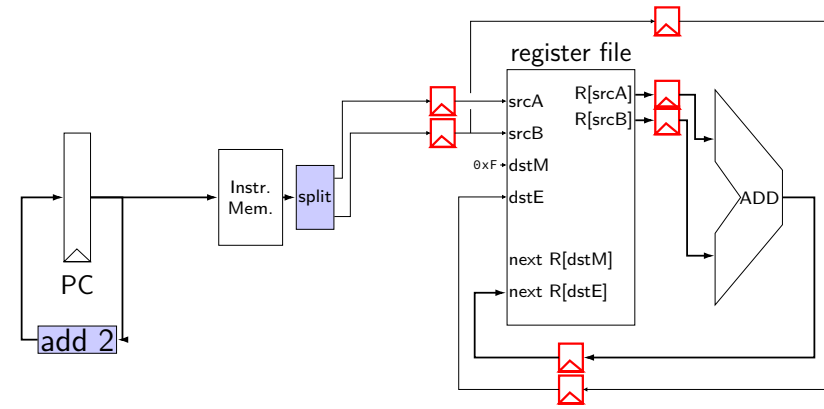 register file
srcA
R[srcA]
srcB
R[srcB]
0xF
dstM
dstE
next R[dstM]
next R[dstE]
Instr.
Mem.
split
ADD
PC
add 2